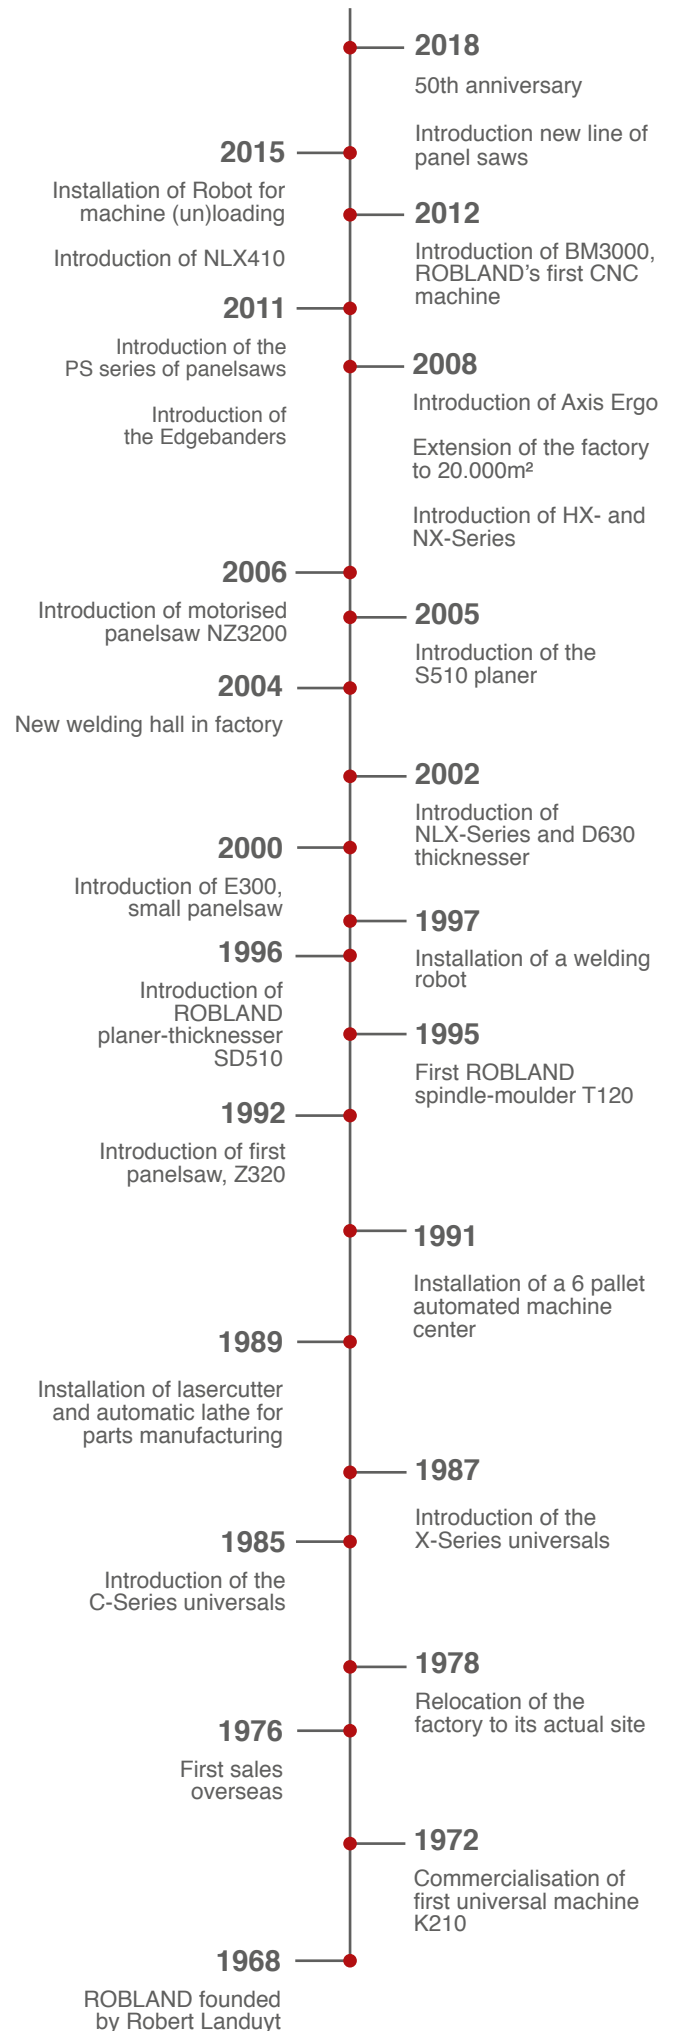 2018
50th anniversary
Introduction new line of
panel saws
2015
Installation of Robot for
machine (un)loading
Introduction of NLX410
2012
Introduction of BM3000,
ROBLAND's first CNC
machine
2011
Introduction of the
PS series of panelsaws
Introduction of
the Edgebanders
2008
Introduction of Axis Ergo
Extension of the factory
to 20.000m²
Introduction of HX- and
NX-Series
2006
Introduction of motorised
panelsaw NZ3200
2005
Introduction of the
S510 planer
2004
New welding hall in factory
2002
Introduction of
NLX-Series and D630
thicknesser
2000
Introduction of E300,
small panelsaw
1997
Installation of a welding
robot
1996
Introduction of
ROBLAND
planer-thicknesser
SD510
1995
First ROBLAND
spindle-moulder T120
1992
Introduction of first
panelsaw, Z320
1991
Installation of a 6 pallet
automated machine
center
1989
Installation of lasercutter
and automatic lathe for
parts manufacturing
1987
Introduction of the
X-Series universals
1985
Introduction of the
C-Series universals
1978
Relocation of the
factory to its actual site
1976
First sales
overseas
1972
Commercialisation of
first universal machine
K210
1968
ROBLAND founded
by Robert Landuyt